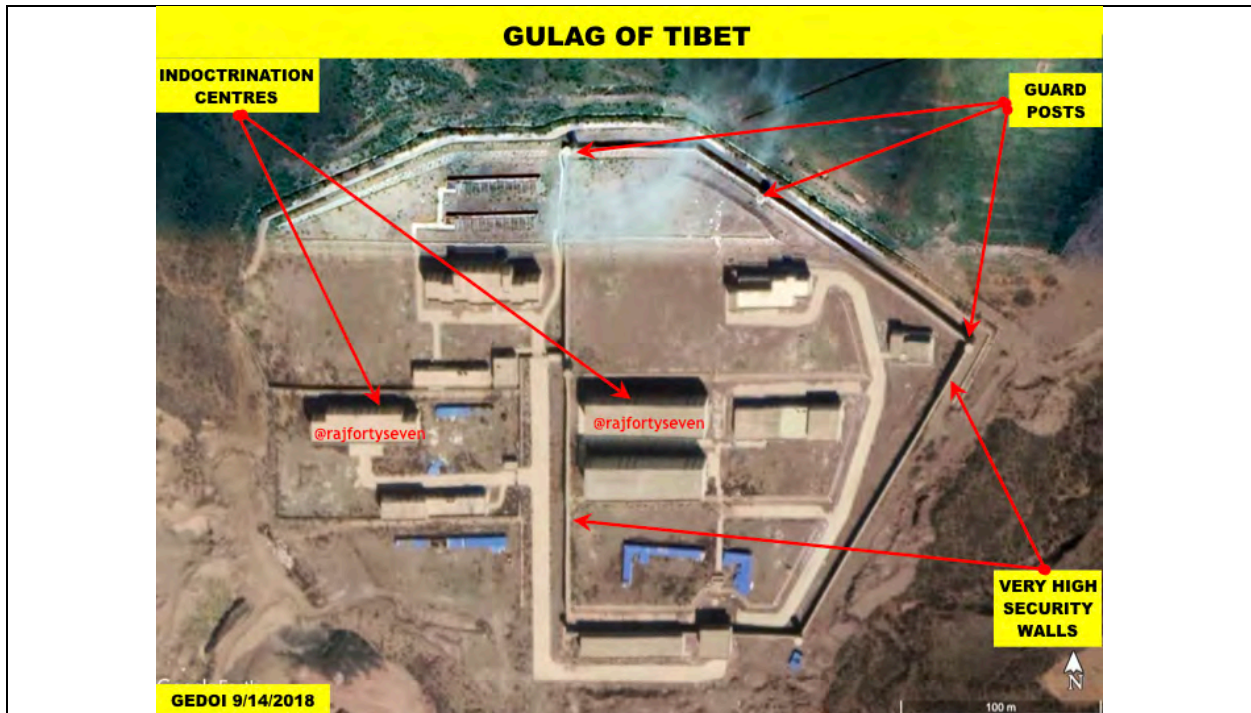 GULAG OF TIBET
INDOCTRINATION
CENTRES
GUARD
POSTS
@rajfortyseven
@rajfortyseven
VERY HIGH
SECURITY
WALLS
N
GEDOI 9/14/2018
100 m